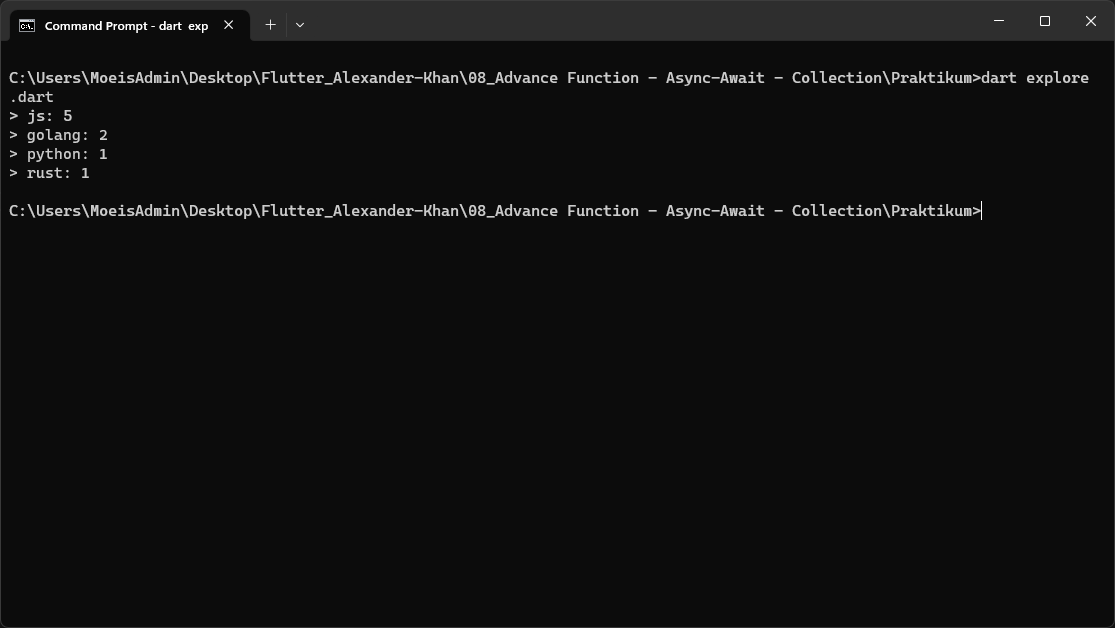 Command Prompt - dart  exp
C:\Users\MoeisAdmin\Desktop\Flutter_Alexander-Khan\08_Advance Function - Async-Await - Collection\Praktikum>dart explore
.dart
> js: 5
> golang: 2
> python: 1
> rust: 1
C:\Users\MoeisAdmin\Desktop\Flutter_Alexander-Khan\08_Advance Function - Async-Await - Collection\Praktikum>